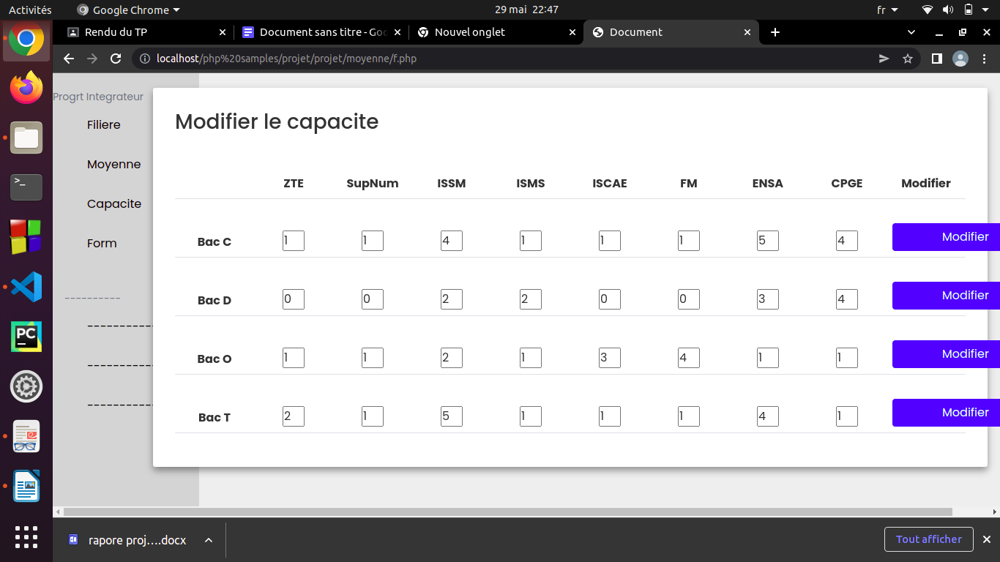 Activités Google Chrome 29 mai 22:47 fr
Rendu du TP Document sans titre - Goc Nouvel onglet Document
localhost/php%20samples/projet/projet/moyenne/f.php
Progrt Integrateur
Filiere
Moyenne
Capacite
Form
----------
-----------
-----------
-----------
Modifier le capacite
ZTE SupNum ISSM ISMS ISCAE FM ENSA CPGE Modifier
Bac C 1 1 4 1 1 1 5 4 Modifier
Bac D 0 0 2 2 0 0 3 4 Modifier
Bac O 1 1 2 1 3 4 1 1 Modifier
Bac T 2 1 5 1 1 1 4 1 Modifier
rapore proj....docx Tout afficher